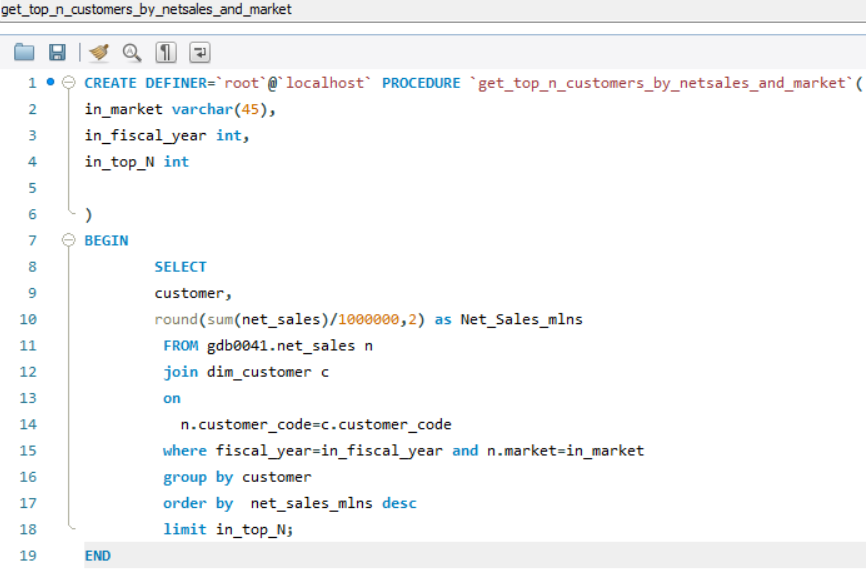 get_top_n_customers_by_netsales_and_market
1 CREATE DEFINER=`root`@`localhost` PROCEDURE `get_top_n_customers_by_netsales_and_market`(
2 in_market varchar(45),
3 in_fiscal_year int,
4 in_top_N int
5
6 )
7 BEGIN
8 SELECT
9 customer,
10 round(sum(net_sales)/1000000,2) as Net_Sales_mlns
11 FROM gdb0041.net_sales n
12 join dim_customer c
13 on
14 n.customer_code=c.customer_code
15 where fiscal_year=in_fiscal_year and n.market=in_market
16 group by customer
17 order by  net_sales_mlns desc
18 limit in_top_N;
19 END